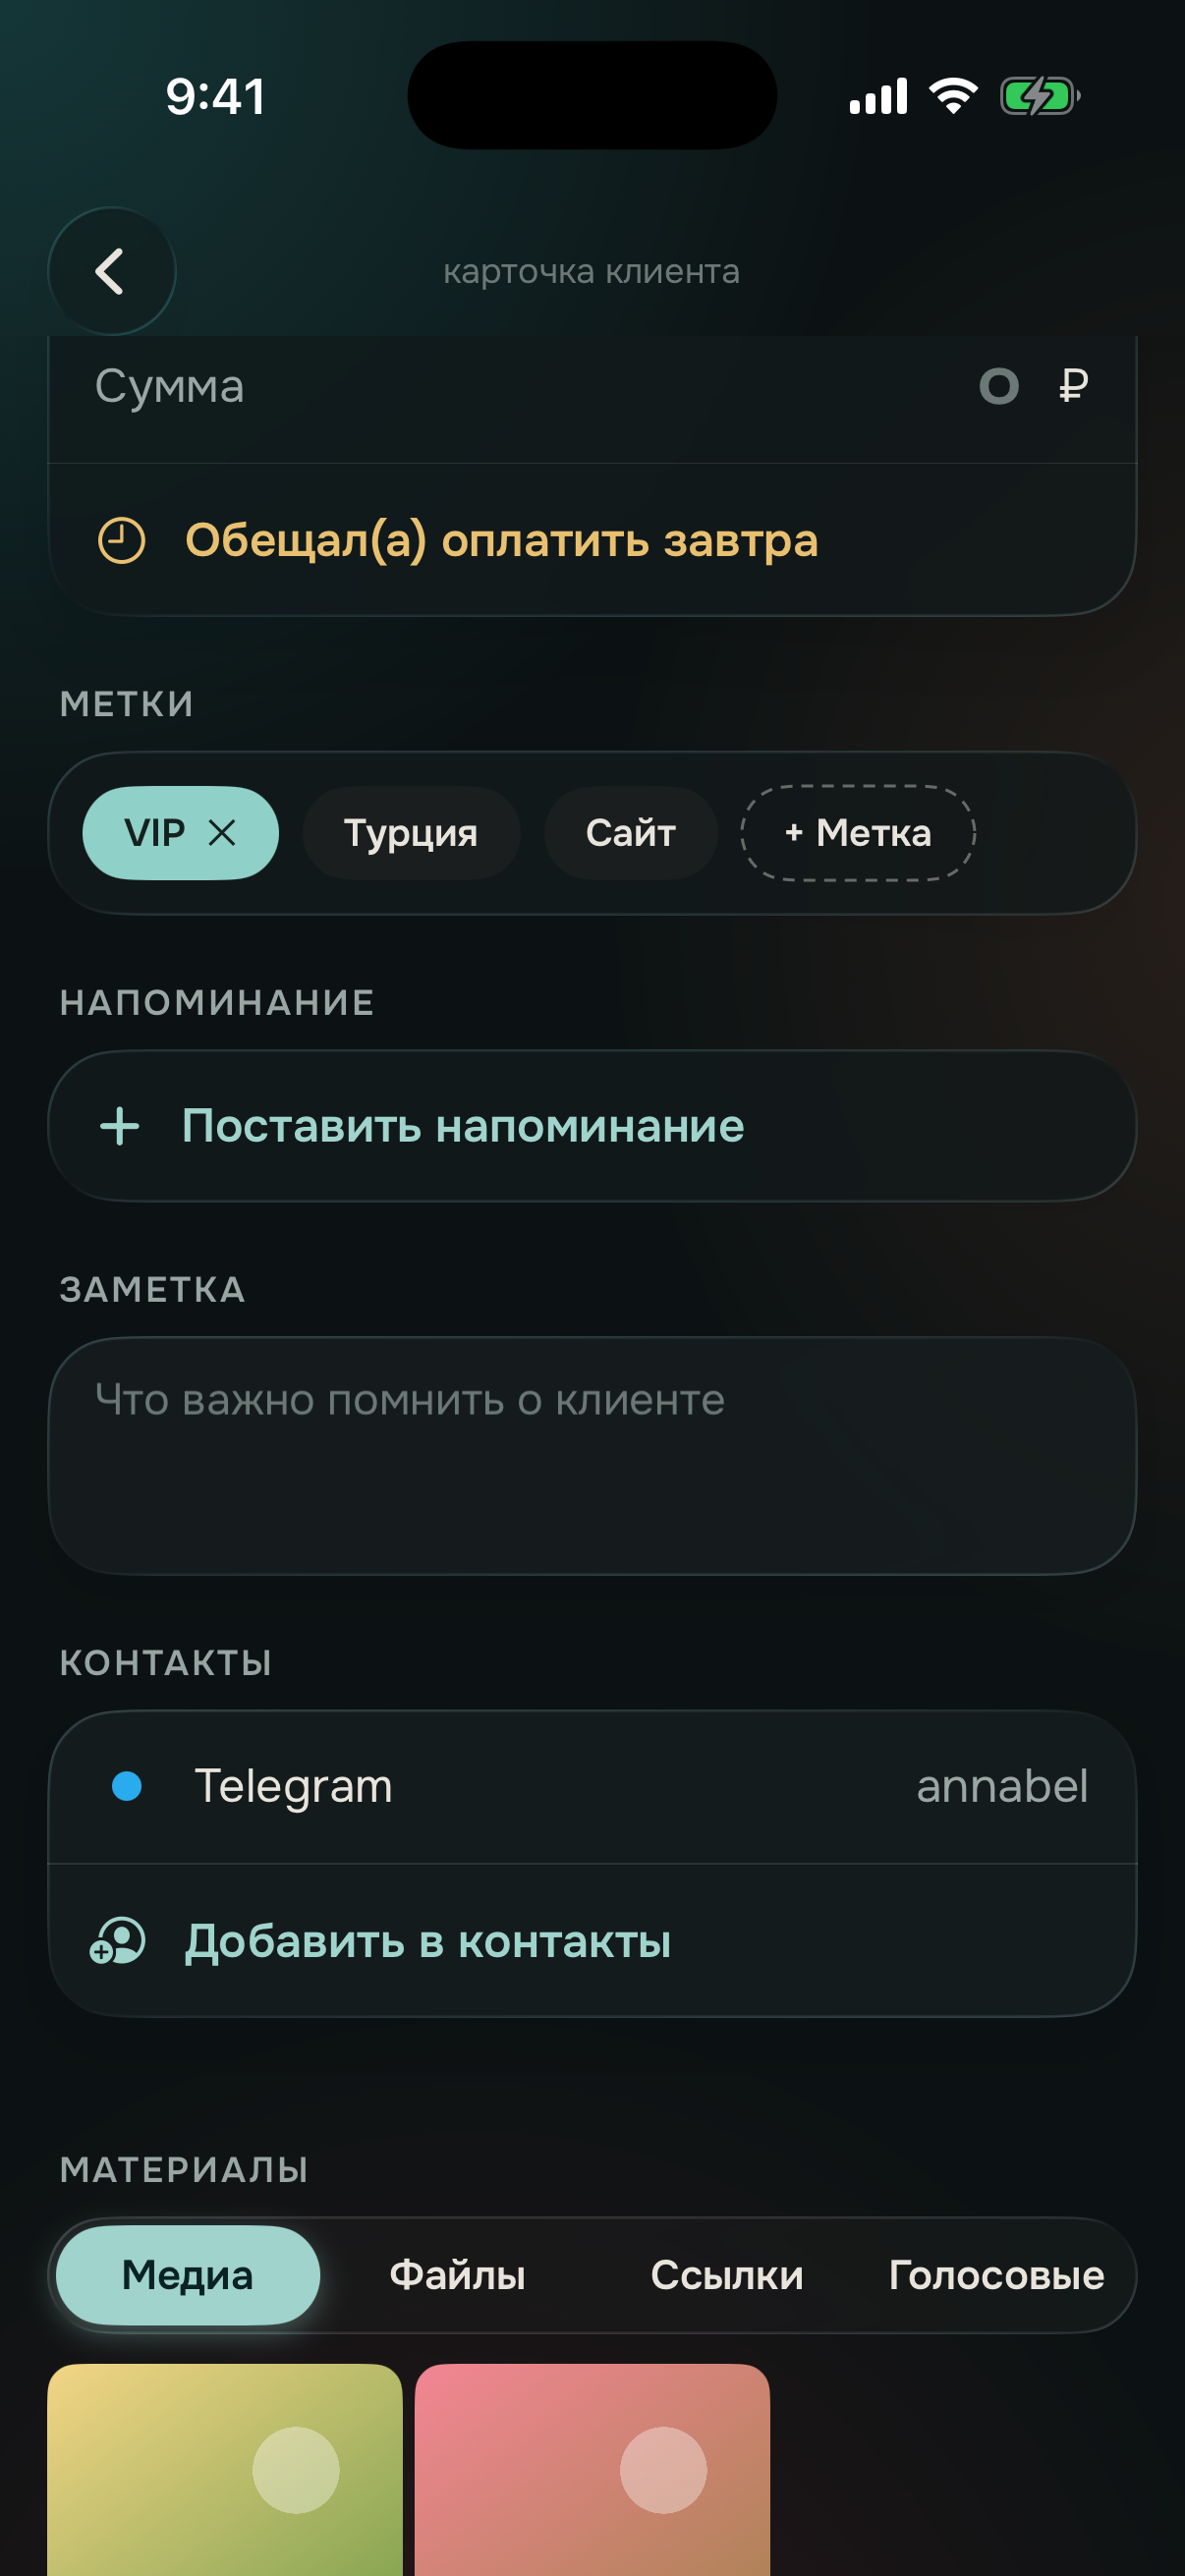 9:41
карточка клиента
Сумма 0 ₽
Обещал(а) оплатить завтра
МЕТКИ
VIP × Турция Сайт + Метка
НАПОМИНАНИЕ
+ Поставить напоминание
ЗАМЕТКА
Что важно помнить о клиенте
КОНТАКТЫ
Telegram annabel
Добавить в контакты
МАТЕРИАЛЫ
Медиа Файлы Ссылки Голосовые